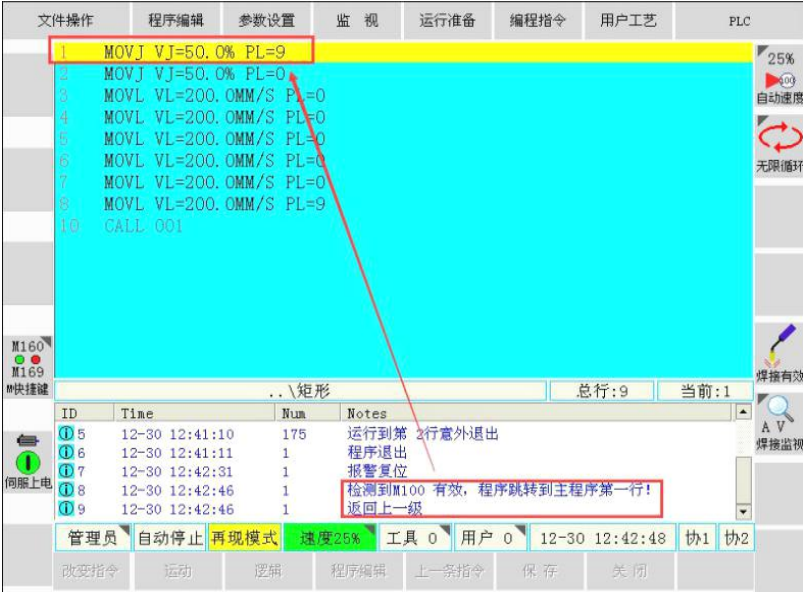 文件操作 程序编辑 参数设置 监 视 运行准备 编程指令 用户工艺 PLC
1 MOVJ VJ=50.0% PL=9
2 MOVJ VJ=50.0% PL=0
3 MOVL VL=200.0MM/S PL=0
4 MOVL VL=200.0MM/S PL=0
5 MOVL VL=200.0MM/S PL=0
6 MOVL VL=200.0MM/S PL=0
7 MOVL VL=200.0MM/S PL=0
8 MOVL VL=200.0MM/S PL=9
10 CALL 001
25%
100
自动速度
无限循环
焊接有效
A V
焊接监视
M160
M169
M快捷键
伺服上电
..\矩形 总行:9 当前:1
ID Time Num Notes
5 12-30 12:41:10 175 运行到第 2行意外退出
6 12-30 12:41:11 1 程序退出
7 12-30 12:42:31 1 报警复位
8 12-30 12:42:46 1 检测到M100 有效，程序跳转到主程序第一行!
9 12-30 12:42:46 1 返回上一级
管理员 自动停止 再现模式 速度25% 工具 0 用户 0 12-30 12:42:48 协1 协2
改变指令 运动 逻辑 程序编辑 上一条指令 保 存 关 闭